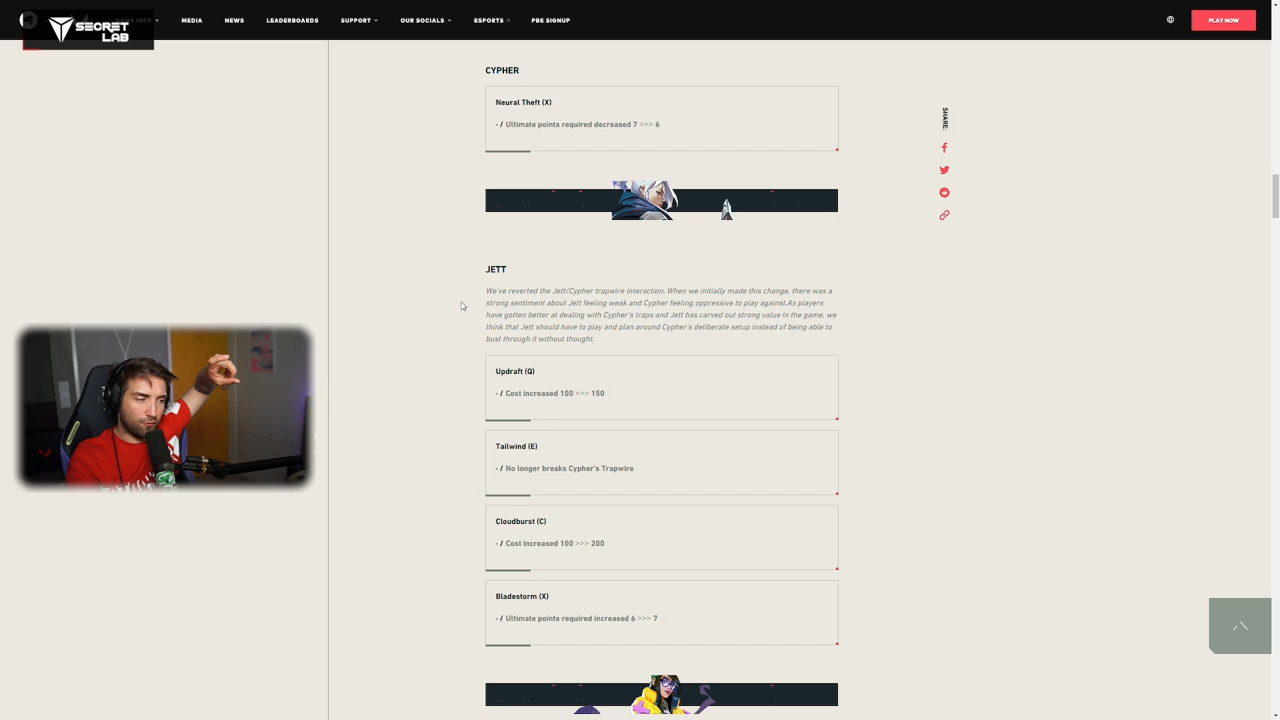 GAME INFO
MEDIA
NEWS
LEADERBOARDS
SUPPORT
OUR SOCIALS
ESPORTS
PBE SIGNUP
PLAY NOW
SECRET
LAB
CYPHER
Neural Theft (X)
- / Ultimate points required decreased 7 >>> 6
SHARE:
JETT
We've reverted the Jett/Cypher trapwire interaction. When we initially made this change, there was a
strong sentiment about Jett feeling weak and Cypher feeling oppressive to play against.As players
have gotten better at dealing with Cypher's traps and Jett has carved out strong value in the game, we
think that Jett should have to play and plan around Cypher's deliberate setup instead of being able to
bust through it without thought.
Updraft (Q)
- / Cost increased 100 >>> 150
Tailwind (E)
- / No longer breaks Cypher's Trapwire
Cloudburst (C)
- / Cost increased 100 >>> 200
Bladestorm (X)
- / Ultimate points required increased 6 >>> 7